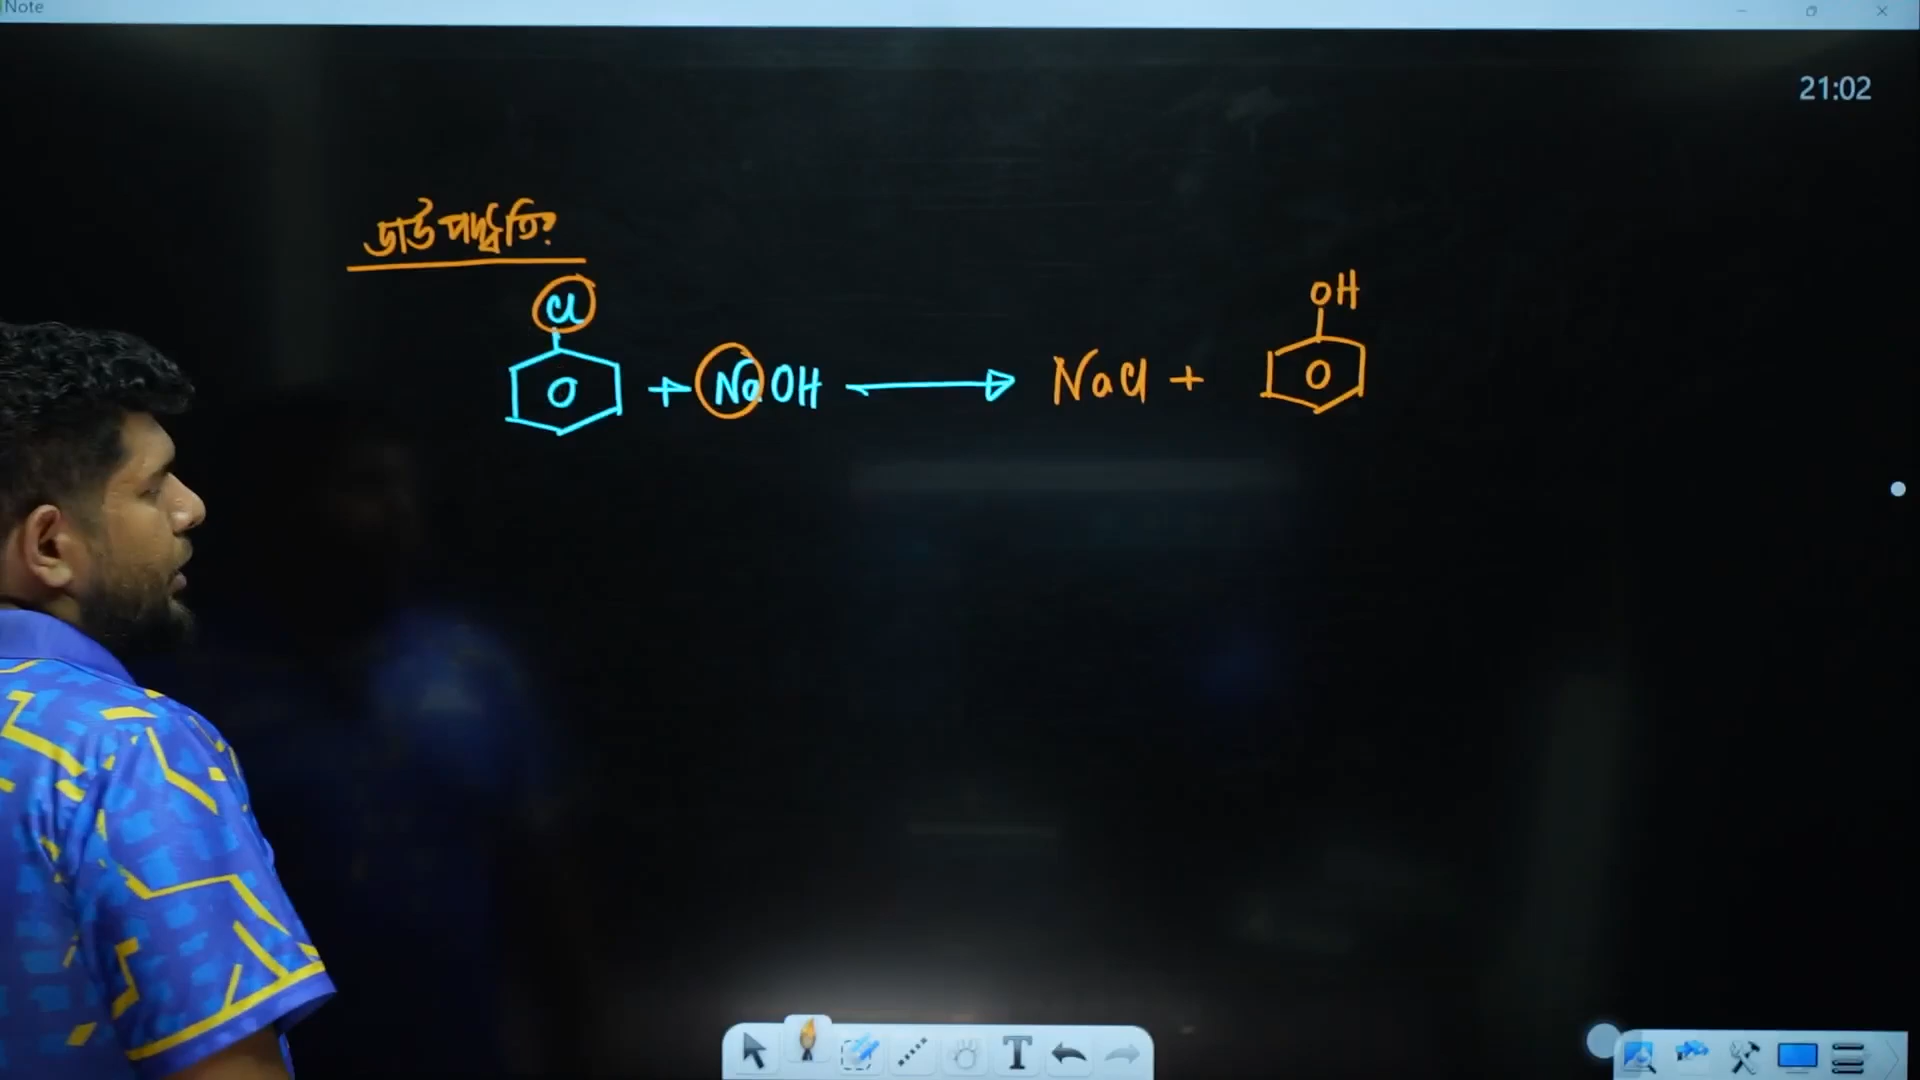 Note
21:02
ডাউ পদ্ধতি?
Cl OH
+ NaOH → NaCl +
T